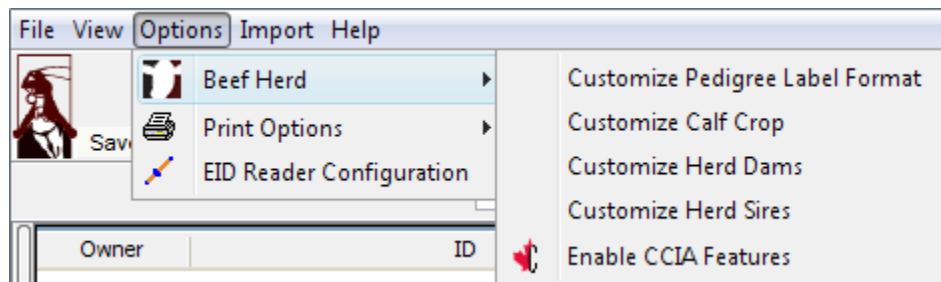 File View Options Import Help
Beef Herd
Print Options
EID Reader Configuration
Customize Pedigree Label Format
Customize Calf Crop
Customize Herd Dams
Customize Herd Sires
Enable CCIA Features
Owner ID